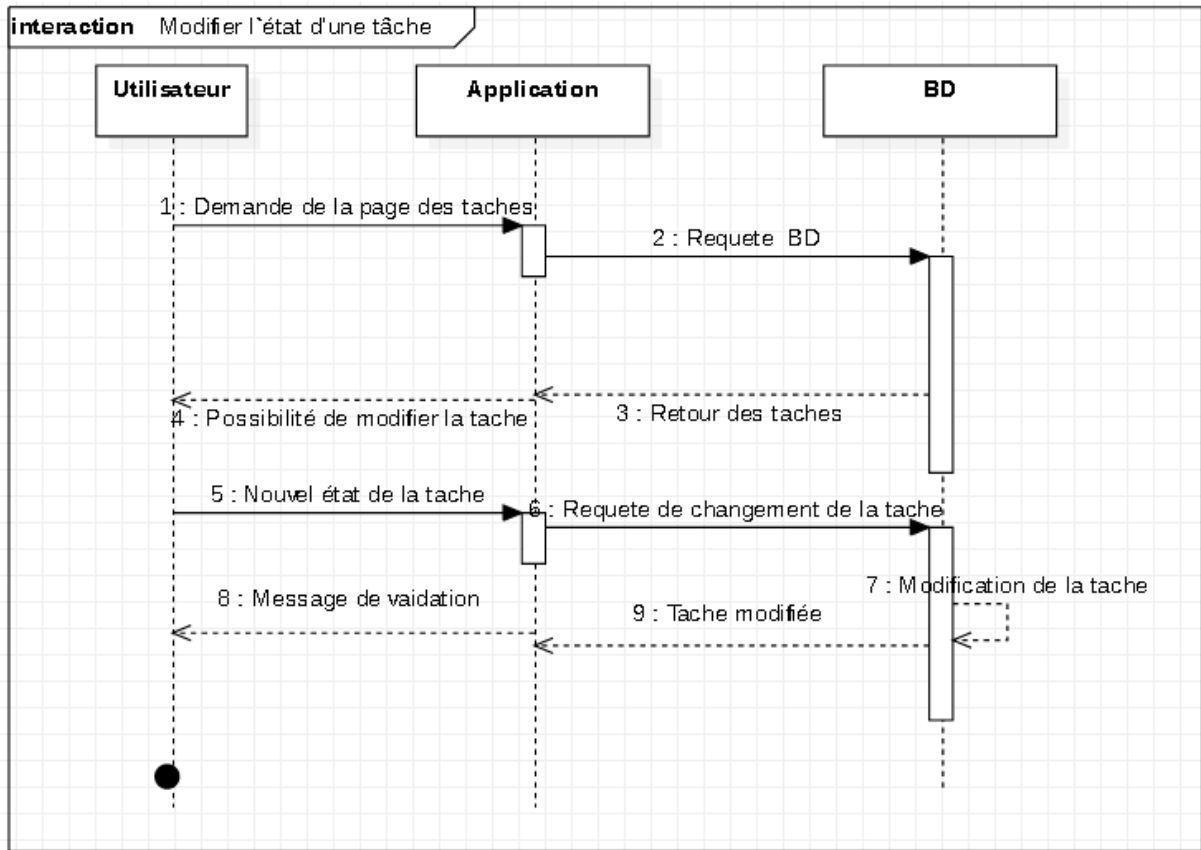 interaction Modifier l`état d'une tâche
Utilisateur
Application
BD
1 : Demande de la page des taches
2 : Requete BD
3 : Retour des taches
4 : Possibilité de modifier la tache
5 : Nouvel état de la tache
6 : Requete de changement de la tache
7 : Modification de la tache
8 : Message de vaidation
9 : Tache modifiée